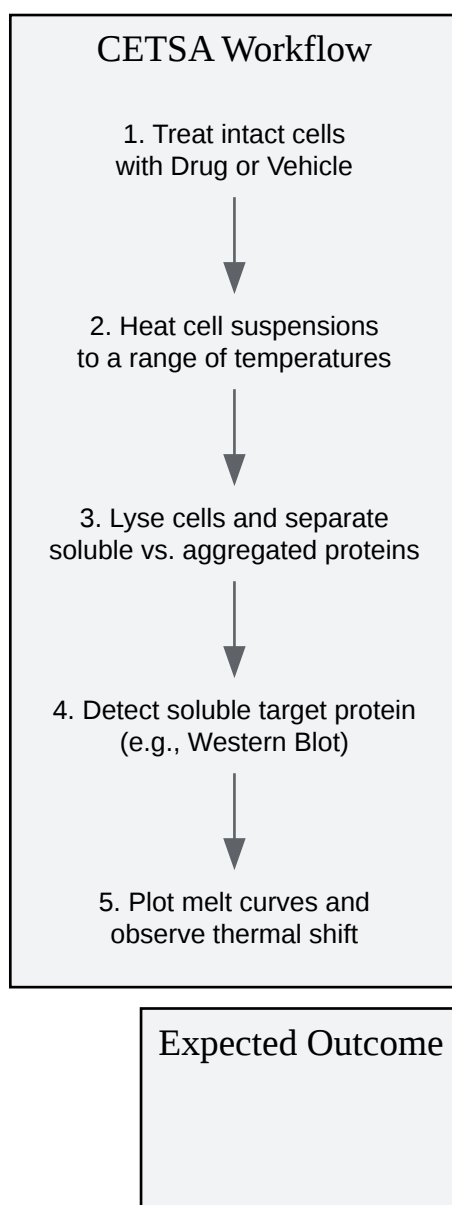 CETSA Workflow
1. Treat intact cells
with Drug or Vehicle
2. Heat cell suspensions
to a range of temperatures
3. Lyse cells and separate
soluble vs. aggregated proteins
4. Detect soluble target protein
(e.g., Western Blot)
5. Plot melt curves and
observe thermal shift
Expected Outcome